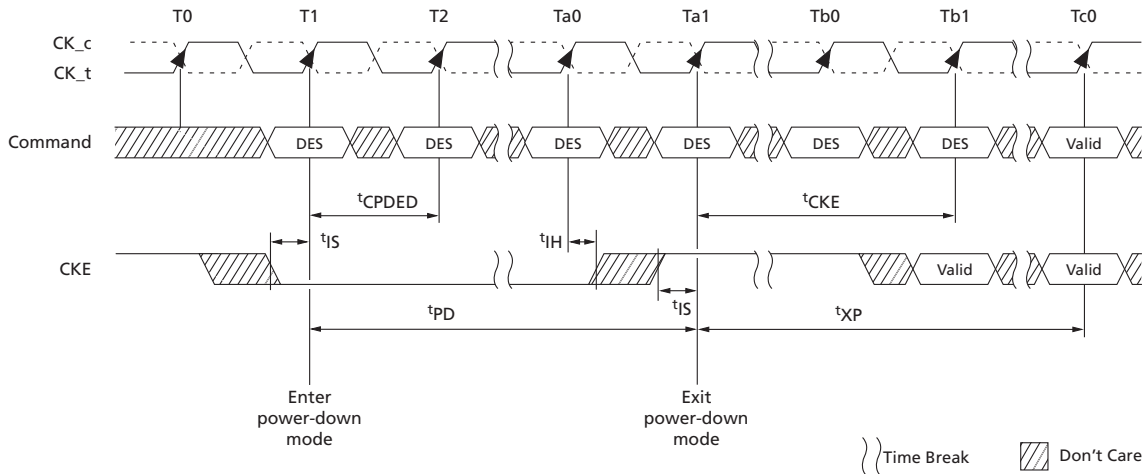 T0 T1 T2 Ta0 Ta1 Tb0 Tb1 Tc0
CK_c
CK_t
Command DES DES DES DES DES DES Valid
tCPDED tCKE
tIS tIH
CKE Valid Valid
tIS
tPD tXP
Enter
power-down
mode
Exit
power-down
mode
Time Break Don't Care